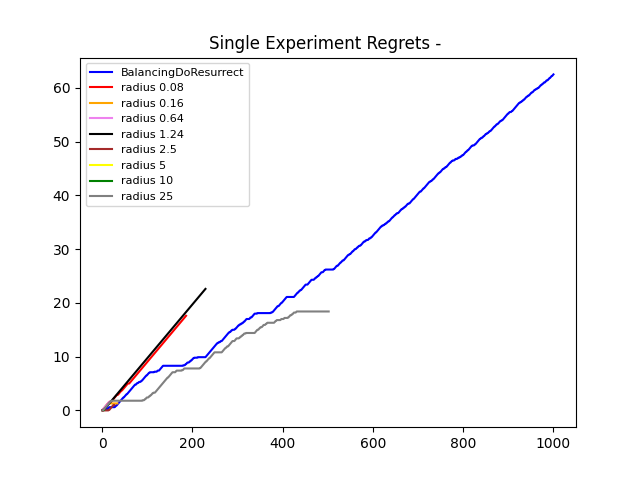 Single Experiment Regrets -
BalancingDoResurrect
radius 0.08
radius 0.16
radius 0.64
radius 1.24
radius 2.5
radius 5
radius 10
radius 25
60
50
40
30
20
10
0
0 200 400 600 800 1000